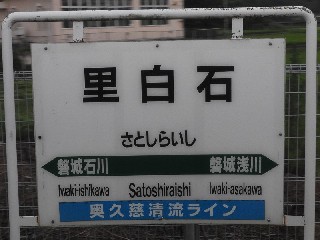 里白石
さとしらいし
磐城石川 磐城浅川
Iwaki-ishikawa Satoshiraishi Iwaki-asakawa
奥久慈清流ライン